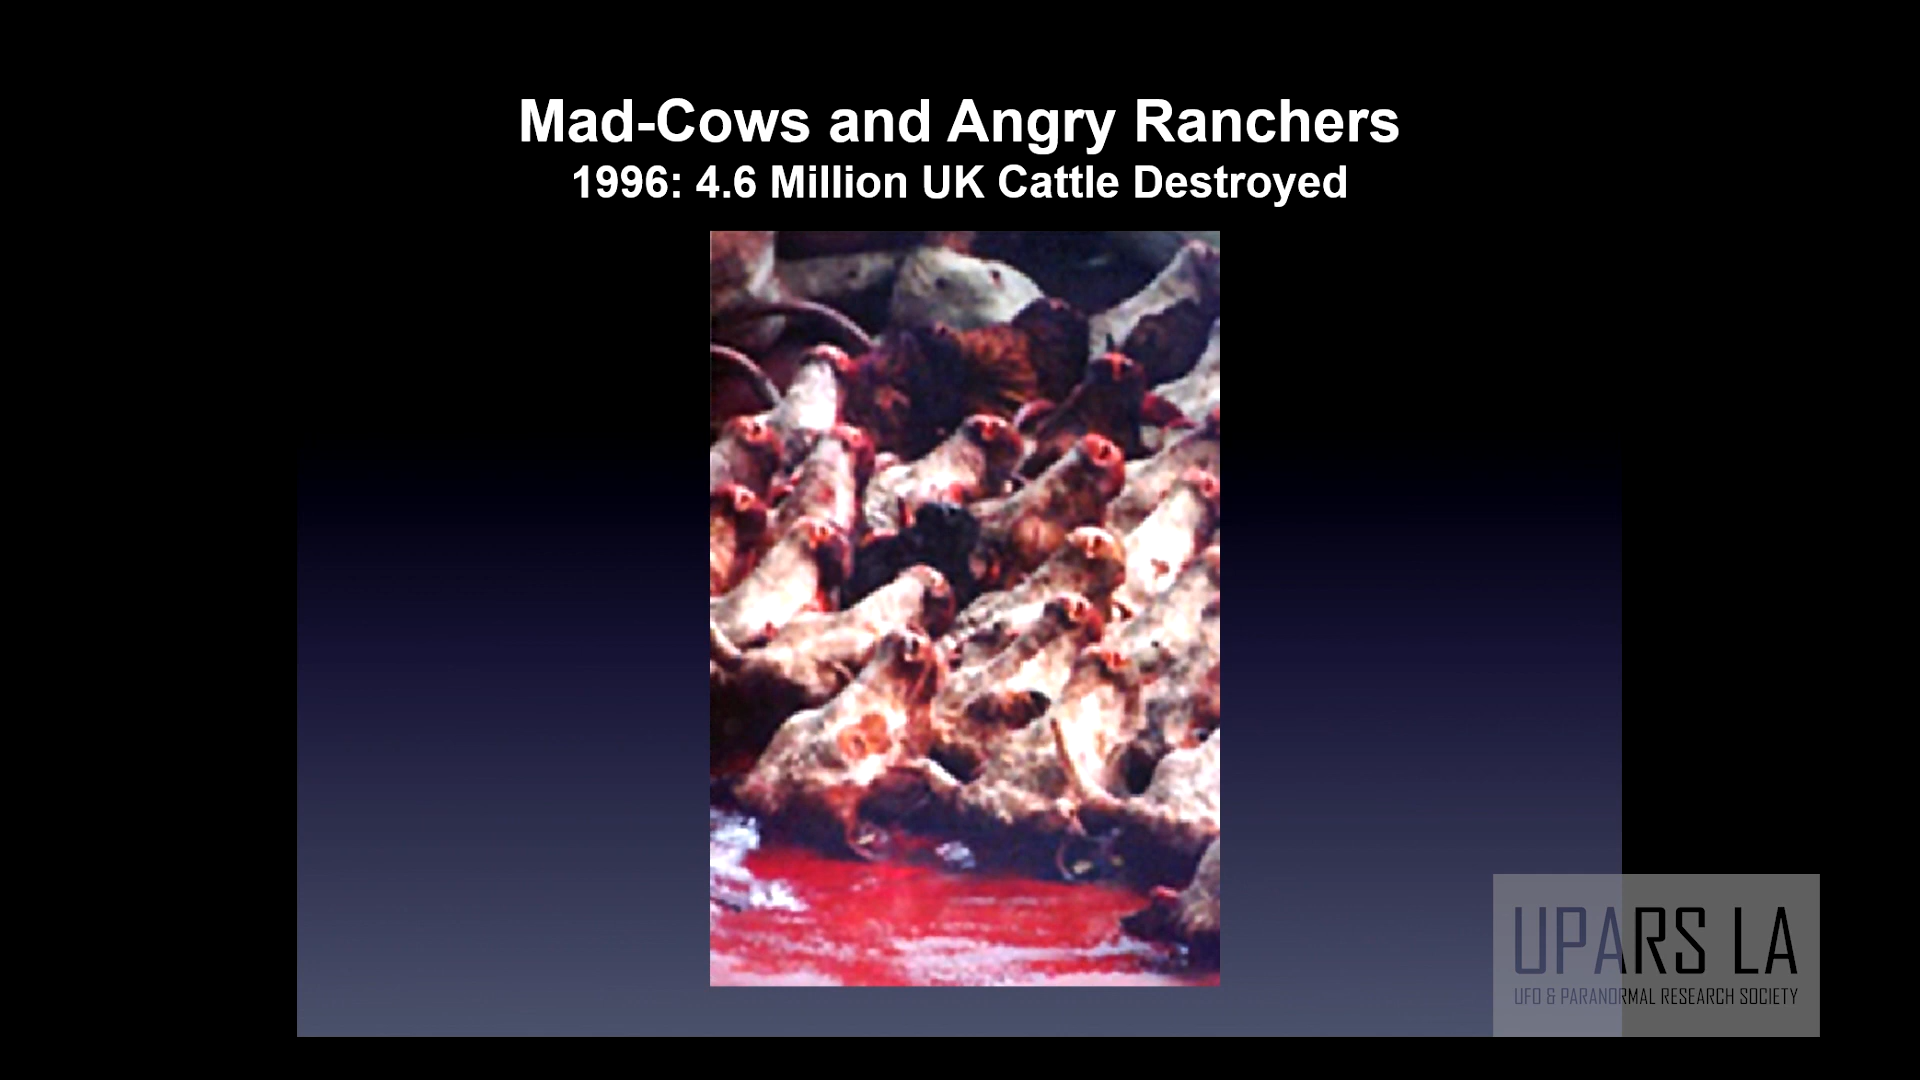 Mad-Cows and Angry Ranchers
1996: 4.6 Million UK Cattle Destroyed
UPARS LA
UFO & PARANORMAL RESEARCH SOCIETY